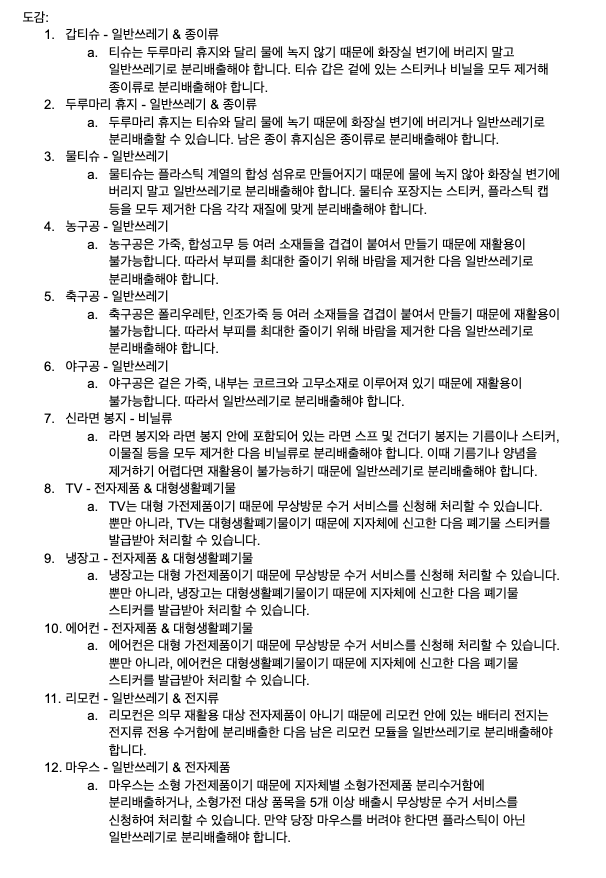 도감:
1. 갑티슈 - 일반쓰레기 & 종이류
a. 티슈는 두루마리 휴지와 달리 물에 녹지 않기 때문에 화장실 변기에 버리지 말고
일반쓰레기로 분리배출해야 합니다. 티슈 갑은 겉에 있는 스티커나 비닐을 모두 제거해
종이류로 분리배출해야 합니다.
2. 두루마리 휴지 - 일반쓰레기 & 종이류
a. 두루마리 휴지는 티슈와 달리 물에 녹기 때문에 화장실 변기에 버리거나 일반쓰레기로
분리배출할 수 있습니다. 남은 종이 휴지심은 종이류로 분리배출해야 합니다.
3. 물티슈 - 일반쓰레기
a. 물티슈는 플라스틱 계열의 합성 섬유로 만들어지기 때문에 물에 녹지 않아 화장실 변기에
버리지 말고 일반쓰레기로 분리배출해야 합니다. 물티슈 포장지는 스티커, 플라스틱 캡
등을 모두 제거한 다음 각각 재질에 맞게 분리배출해야 합니다.
4. 농구공 - 일반쓰레기
a. 농구공은 가죽, 합성고무 등 여러 소재들을 겹겹이 붙여서 만들기 때문에 재활용이
불가능합니다. 따라서 부피를 최대한 줄이기 위해 바람을 제거한 다음 일반쓰레기로
분리배출해야 합니다.
5. 축구공 - 일반쓰레기
a. 축구공은 폴리우레탄, 인조가죽 등 여러 소재들을 겹겹이 붙여서 만들기 때문에 재활용이
불가능합니다. 따라서 부피를 최대한 줄이기 위해 바람을 제거한 다음 일반쓰레기로
분리배출해야 합니다.
6. 야구공 - 일반쓰레기
a. 야구공은 겉은 가죽, 내부는 코르크와 고무소재로 이루어져 있기 때문에 재활용이
불가능합니다. 따라서 일반쓰레기로 분리배출해야 합니다.
7. 신라면 봉지 - 비닐류
a. 라면 봉지와 라면 봉지 안에 포함되어 있는 라면 스프 및 건더기 봉지는 기름이나 스티커,
이물질 등을 모두 제거한 다음 비닐류로 분리배출해야 합니다. 이때 기름기나 양념을
제거하기 어렵다면 재활용이 불가능하기 때문에 일반쓰레기로 분리배출해야 합니다.
8. TV - 전자제품 & 대형생활폐기물
a. TV는 대형 가전제품이기 때문에 무상방문 수거 서비스를 신청해 처리할 수 있습니다.
뿐만 아니라, TV는 대형생활폐기물이기 때문에 지자체에 신고한 다음 폐기물 스티커를
발급받아 처리할 수 있습니다.
9. 냉장고 - 전자제품 & 대형생활폐기물
a. 냉장고는 대형 가전제품이기 때문에 무상방문 수거 서비스를 신청해 처리할 수 있습니다.
뿐만 아니라, 냉장고는 대형생활폐기물이기 때문에 지자체에 신고한 다음 폐기물
스티커를 발급받아 처리할 수 있습니다.
10. 에어컨 - 전자제품 & 대형생활폐기물
a. 에어컨은 대형 가전제품이기 때문에 무상방문 수거 서비스를 신청해 처리할 수 있습니다.
뿐만 아니라, 에어컨은 대형생활폐기물이기 때문에 지자체에 신고한 다음 폐기물
스티커를 발급받아 처리할 수 있습니다.
11. 리모컨 - 일반쓰레기 & 전지류
a. 리모컨은 의무 재활용 대상 전자제품이 아니기 때문에 리모컨 안에 있는 배터리 전지는
전지류 전용 수거함에 분리배출한 다음 남은 리모컨 모듈을 일반쓰레기로 분리배출해야
합니다.
12. 마우스 - 일반쓰레기 & 전자제품
a. 마우스는 소형 가전제품이기 때문에 지자체별 소형가전제품 분리수거함에
분리배출하거나, 소형가전 대상 품목을 5개 이상 배출시 무상방문 수거 서비스를
신청하여 처리할 수 있습니다. 만약 당장 마우스를 버려야 한다면 플라스틱이 아닌
일반쓰레기로 분리배출해야 합니다.